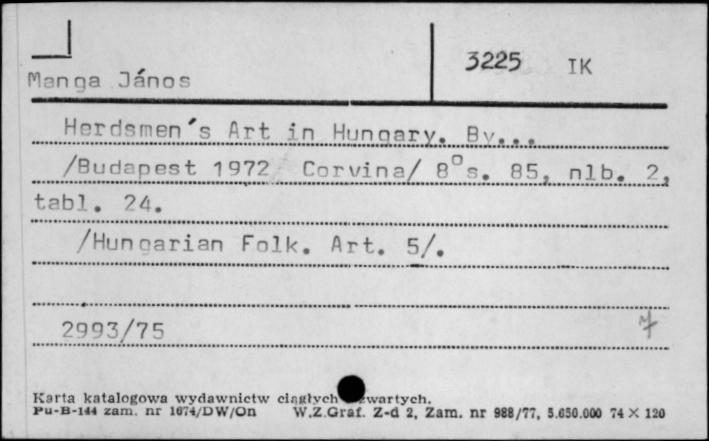 3225 IK
Manga János
Herdsmen's Art in Hungary. By...
/Budapest 1972 Corvina/ 8°s. 85, nlb. 2,
tabl. 24.
/Hungarian Folk. Art. 5/.
2993/75
Karta katalogowa wydawnictw ciągłych zwartych.
Pu-B-144 zam. nr 1674/DW/On W.Z.Graf. Z-d 2, Zam. nr 988/77, 5.650.000 74 X 120